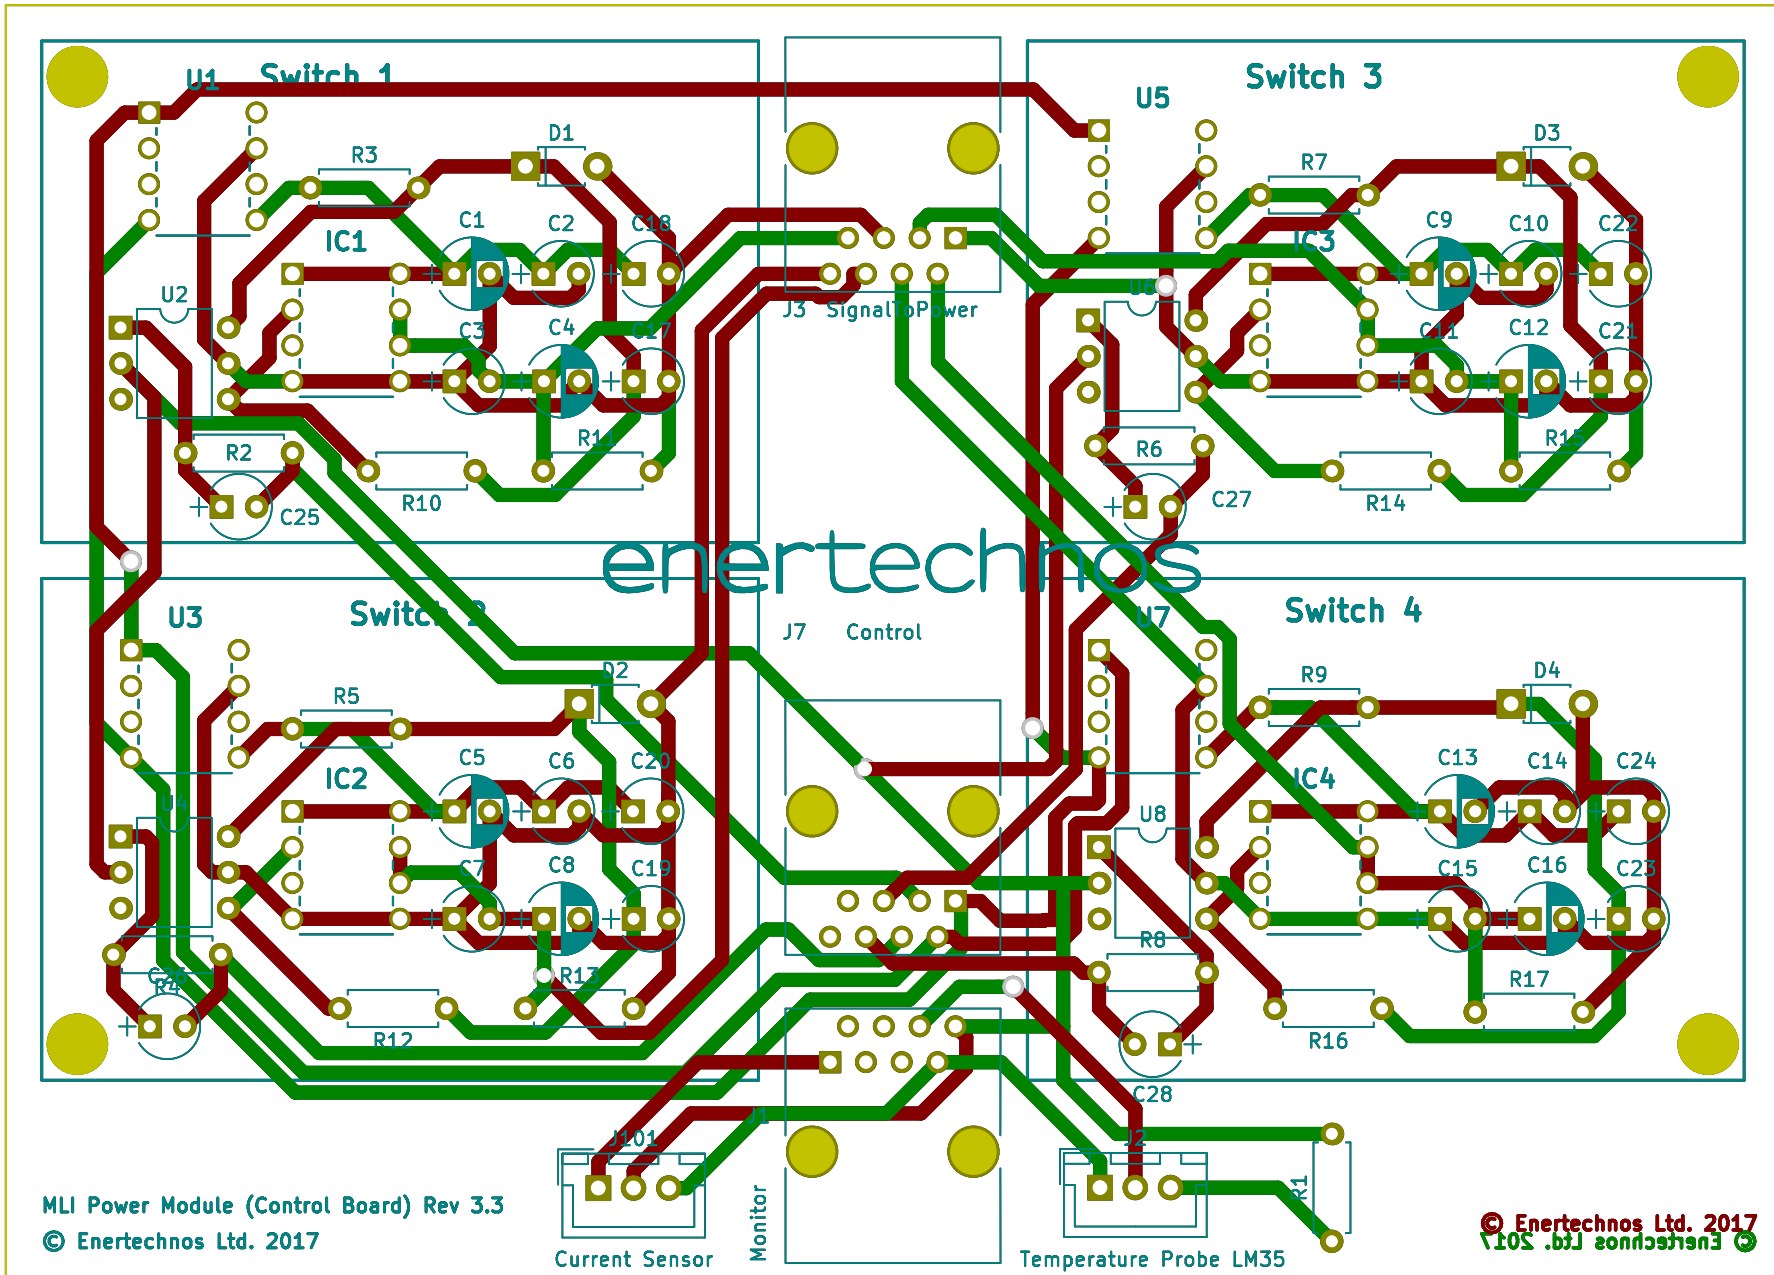 Switch 1
U1
Switch 3
U5
D1
D3
R3
R7
C1
C2
C18
C9
C10
C22
IC1
IC3
U2
U6
J3 SignalToPower
C3
C4
C17
C11
C12
C21
R2
R11
R6
R15
R10
C25
C27
R14
enertechnos
Switch 2
Switch 4
U3
U7
J7 Control
D2
D4
R5
R9
C5
C6
C20
C13
C14
C24
IC2
IC4
U4
U8
C7
C8
C19
C15
C16
C23
R8
C26
R4
R13
R17
R12
R16
C28
J1
J101
J2
R1
Monitor
MLI Power Module (Control Board) Rev 3.3
© Enertechnos Ltd. 2017
Current Sensor
Temperature Probe LM35
© Enertechnos Ltd. 2017
© Enertechnos Ltd. 2017